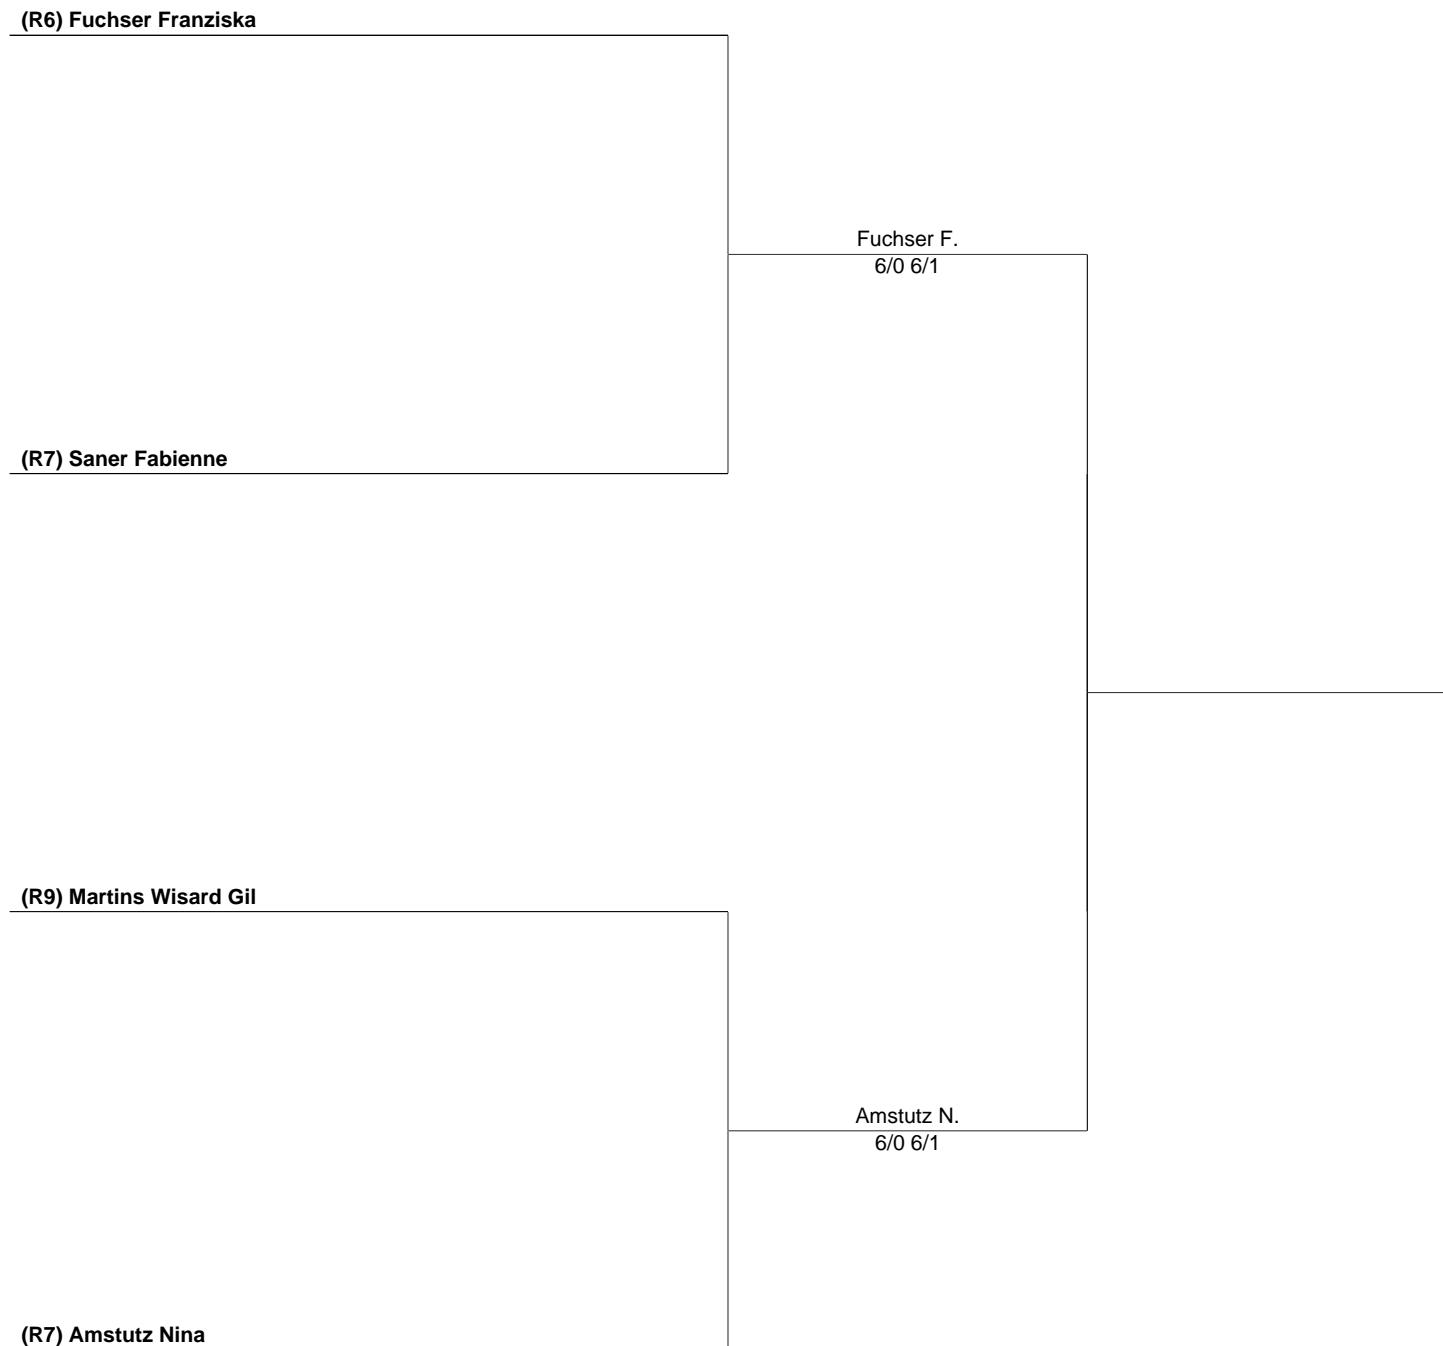 (R6) Fuchser Franziska
Fuchser F.
6/0 6/1
(R7) Saner Fabienne
(R9) Martins Wisard Gil
Amstutz N.
6/0 6/1
(R7) Amstutz Nina